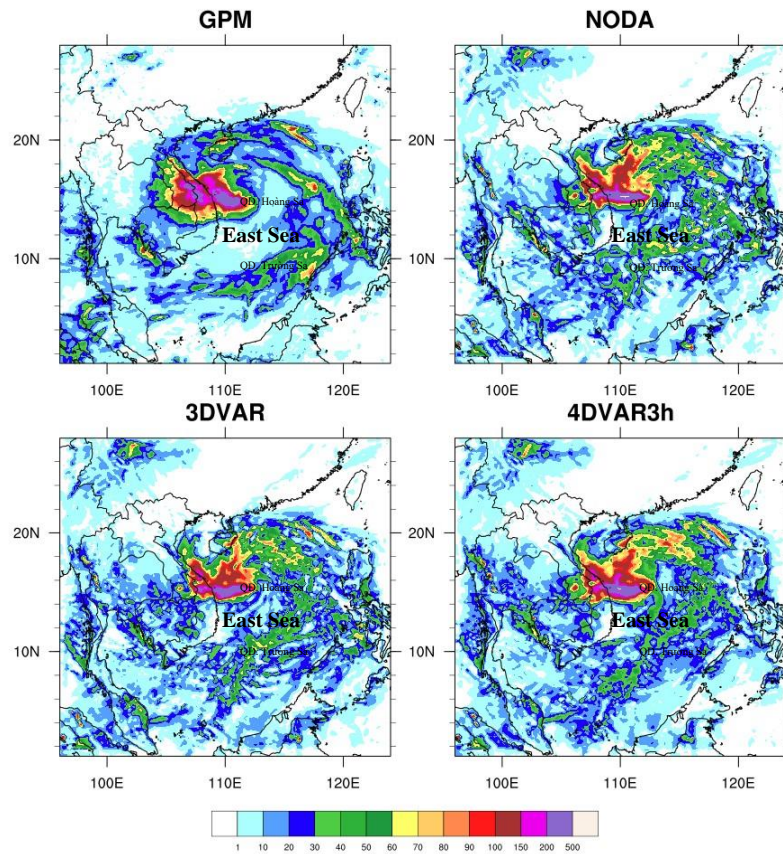 GPM
NODA
20N
QĐ. Hoàng Sa
East Sea
10N
QĐ. Trường Sa
100E 110E 120E
20N
QĐ. Hoàng Sa
East Sea
10N
QĐ. Trường Sa
100E 110E 120E
3DVAR
4DVAR3h
20N
QĐ. Hoàng Sa
East Sea
10N
QĐ. Trường Sa
100E 110E 120E
20N
QĐ. Hoàng Sa
East Sea
10N
QĐ. Trường Sa
100E 110E 120E
1 10 20 30 40 50 60 70 80 90 100 150 200 500